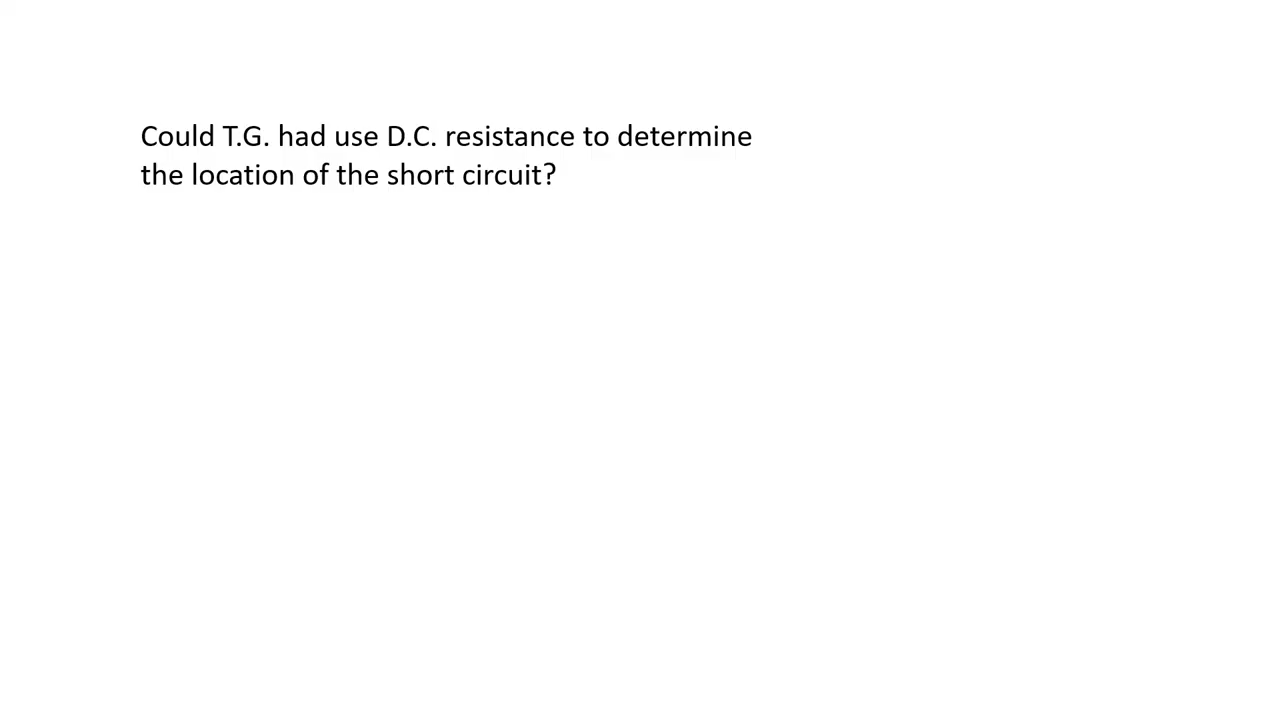 Could T.G. had use D.C. resistance to determine
the location of the short circuit?